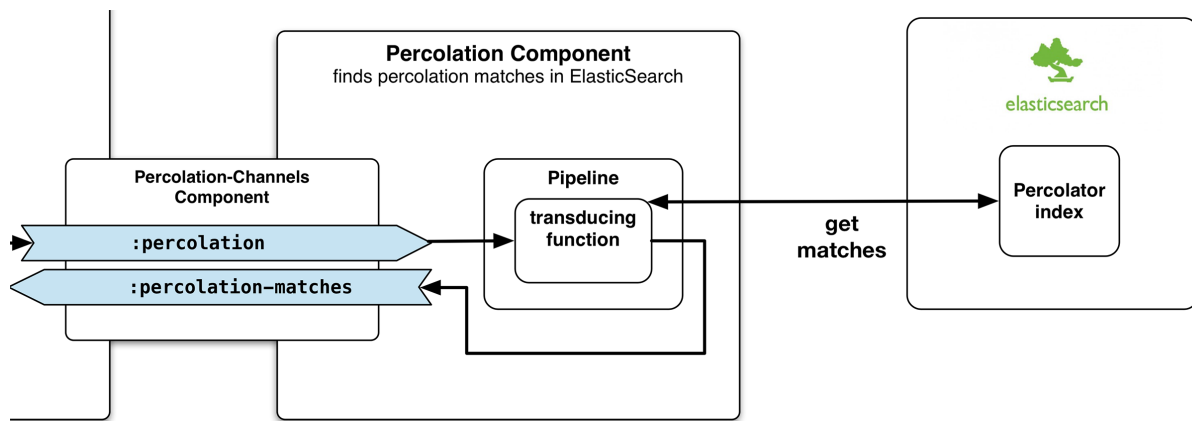 Percolation Component
finds percolation matches in ElasticSearch
elasticsearch
Percolation-Channels
Component
Pipeline
transducing
function
Percolator
index
get
matches
:percolation
:percolation-matches